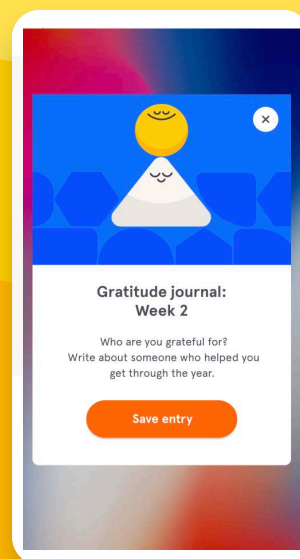 Gratitude journal:
Week 2
Who are you grateful for?
Write about someone who helped you
get through the year.
Save entry